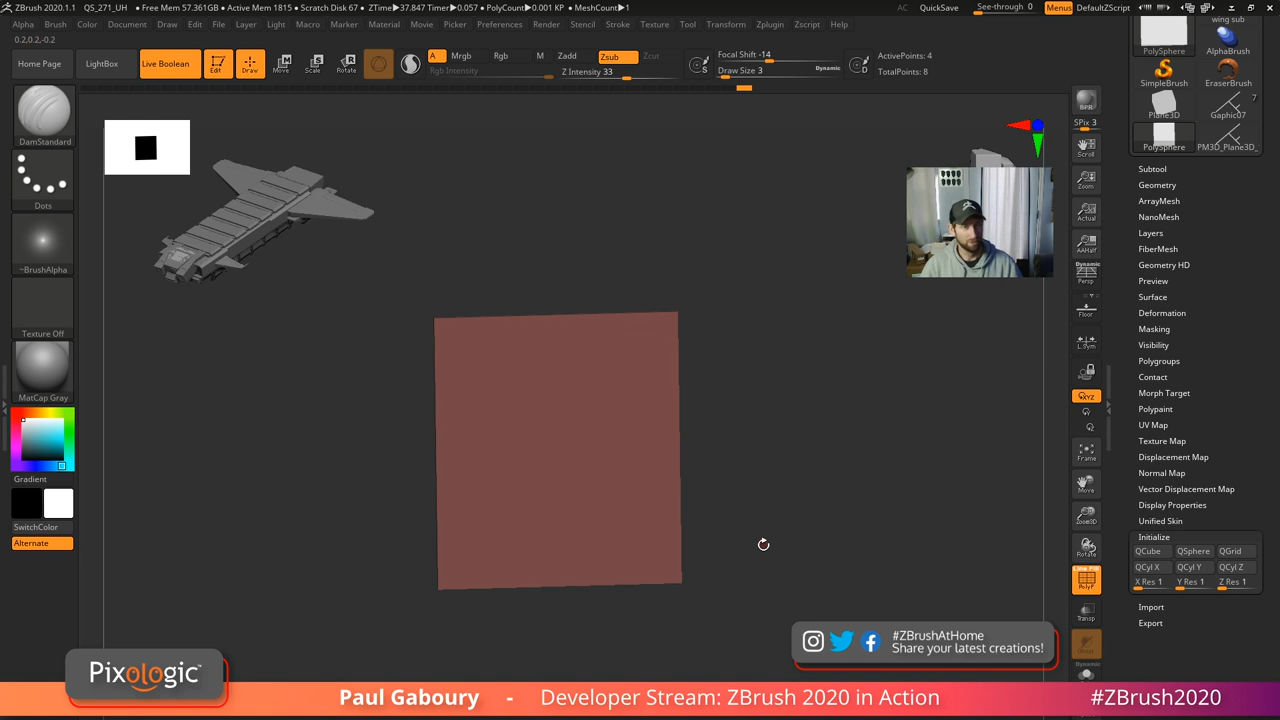 ZBrush 2020.1.1 QS_271_UH • Free Mem 57.361GB • Active Mem 1815 • Scratch Disk 67 • ZTime▶37.847 Timer▶0.057 • PolyCount▶0.001 KP • MeshCount▶1 AC QuickSave See-through 0 Menus DefaultZScript
Alpha Brush Color Document Draw Edit File Layer Light Macro Marker Material Movie Picker Preferences Render Stencil Stroke Texture Tool Transform Zplugin Zscript Help
0.2,0.2,-0.2
Home Page LightBox Live Boolean Edit Draw Move Scale Rotate
A Mrgb Rgb M Zadd Zsub Zcut
Rgb Intensity Z Intensity 33
Focal Shift -14
Draw Size 3 Dynamic
ActivePoints: 4
TotalPoints: 8
DamStandard
Dots
~BrushAlpha
Texture Off
MatCap Gray
Gradient
SwitchColor
Alternate
BPR
SPix 3
Scroll
Zoom
Actual
AAHalf
Dynamic
Persp
Floor
L.Sym
XYZ
Frame
Move
Zoom3D
Rotate
Line Fill
PolyF
Transp
Ghost
Dynamic
wing sub
PolySphere AlphaBrush
SimpleBrush EraserBrush
7
Plane3D Gaphic07
PolySphere PM3D_Plane3D_
Subtool
Geometry
ArrayMesh
NanoMesh
Layers
FiberMesh
Geometry HD
Preview
Surface
Deformation
Masking
Visibility
Polygroups
Contact
Morph Target
Polypaint
UV Map
Texture Map
Displacement Map
Normal Map
Vector Displacement Map
Display Properties
Unified Skin
Initialize
QCube QSphere QGrid
QCyl X QCyl Y QCyl Z
X Res 1 Y Res 1 Z Res 1
Import
Export
#ZBrushAtHome
Share your latest creations!
Pixologic™
Paul Gaboury - Developer Stream: ZBrush 2020 in Action #ZBrush2020